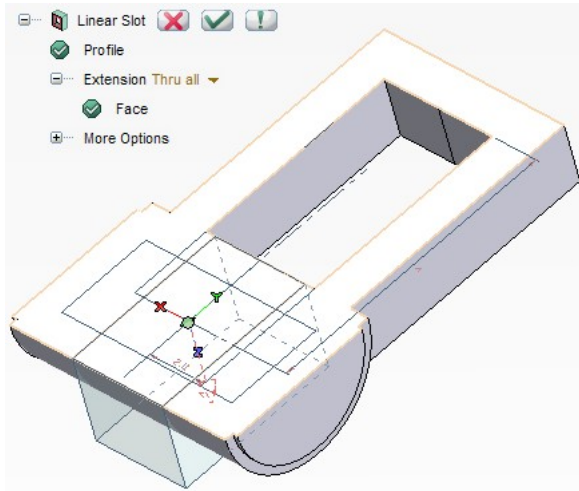 Linear Slot
Profile
Extension Thru all
Face
More Options
X
Y
Z